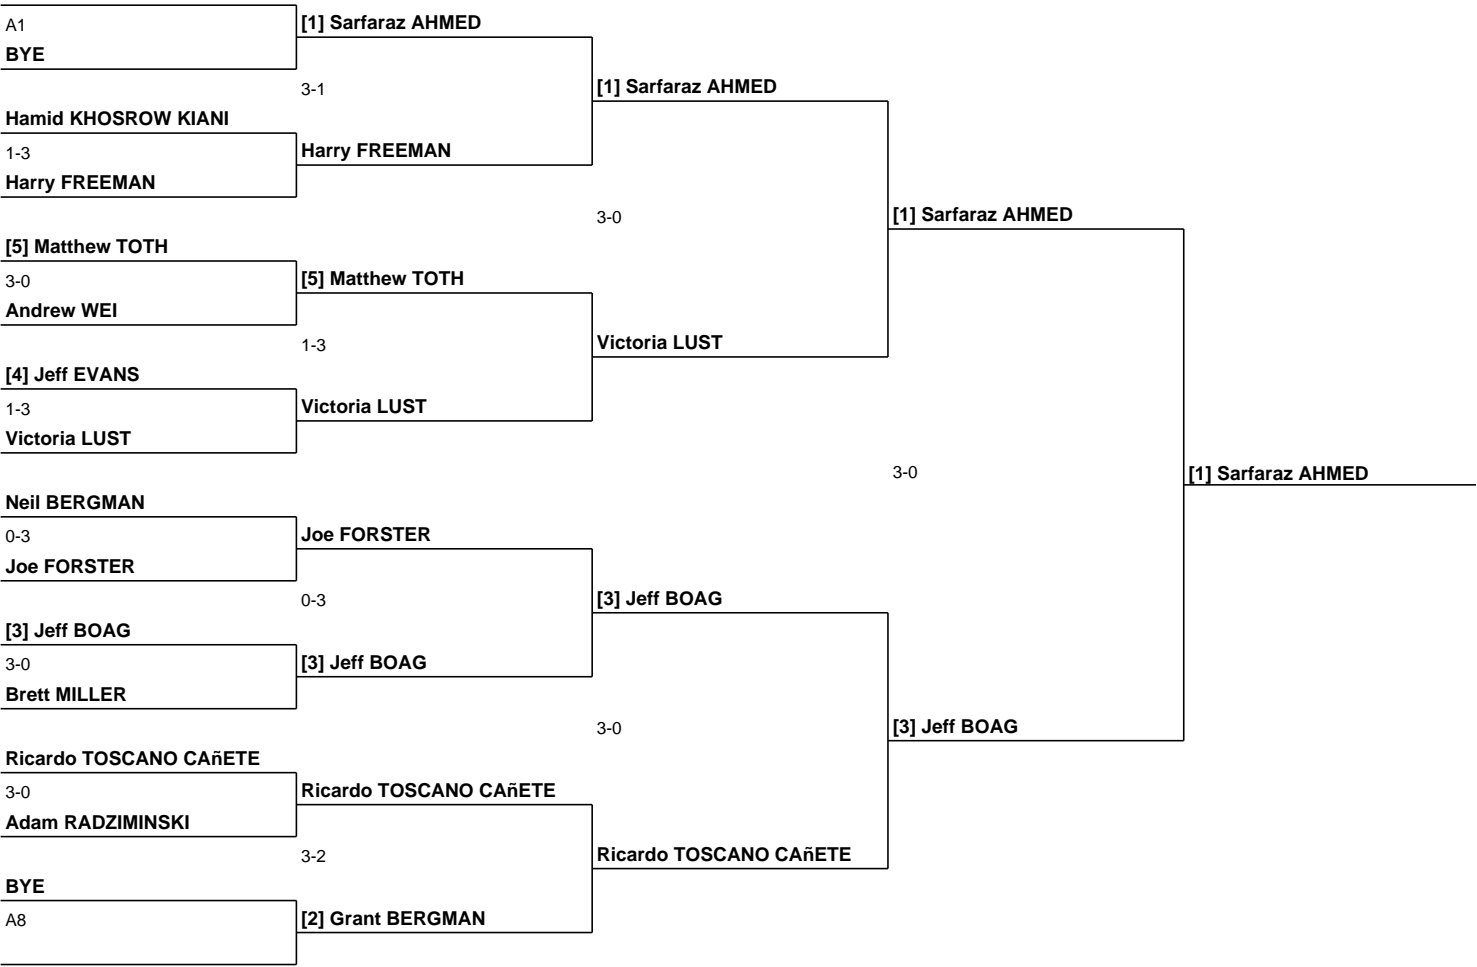 [1] Sarfaraz AHMED
A1
BYE
3-1
[1] Sarfaraz AHMED
Hamid KHOSROW KIANI
1-3
Harry FREEMAN
Harry FREEMAN
3-0
[1] Sarfaraz AHMED
[5] Matthew TOTH
3-0
[5] Matthew TOTH
Andrew WEI
1-3
Victoria LUST
[4] Jeff EVANS
1-3
Victoria LUST
Victoria LUST
3-0
[1] Sarfaraz AHMED
Neil BERGMAN
0-3
Joe FORSTER
Joe FORSTER
0-3
[3] Jeff BOAG
[3] Jeff BOAG
3-0
[3] Jeff BOAG
Brett MILLER
3-0
[3] Jeff BOAG
Ricardo TOSCANO CAñETE
3-0
Ricardo TOSCANO CAñETE
Adam RADZIMINSKI
3-2
Ricardo TOSCANO CAñETE
BYE
A8
[2] Grant BERGMAN